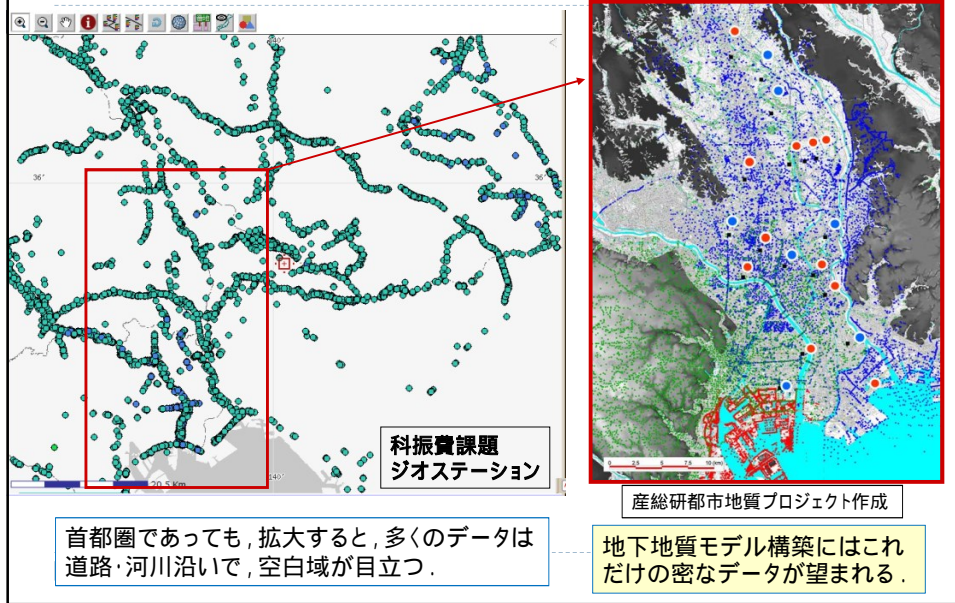 140°
36°
36°
科振費課題
ジオステーション
20.5 Km
140°
0 2.5 5 7.5 10 (km)
産総研都市地質プロジェクト作成
首都圏であっても，拡大すると，多くのデータは
道路・河川沿いで，空白域が目立つ．
地下地質モデル構築にはこれ
だけの密なデータが望まれる．